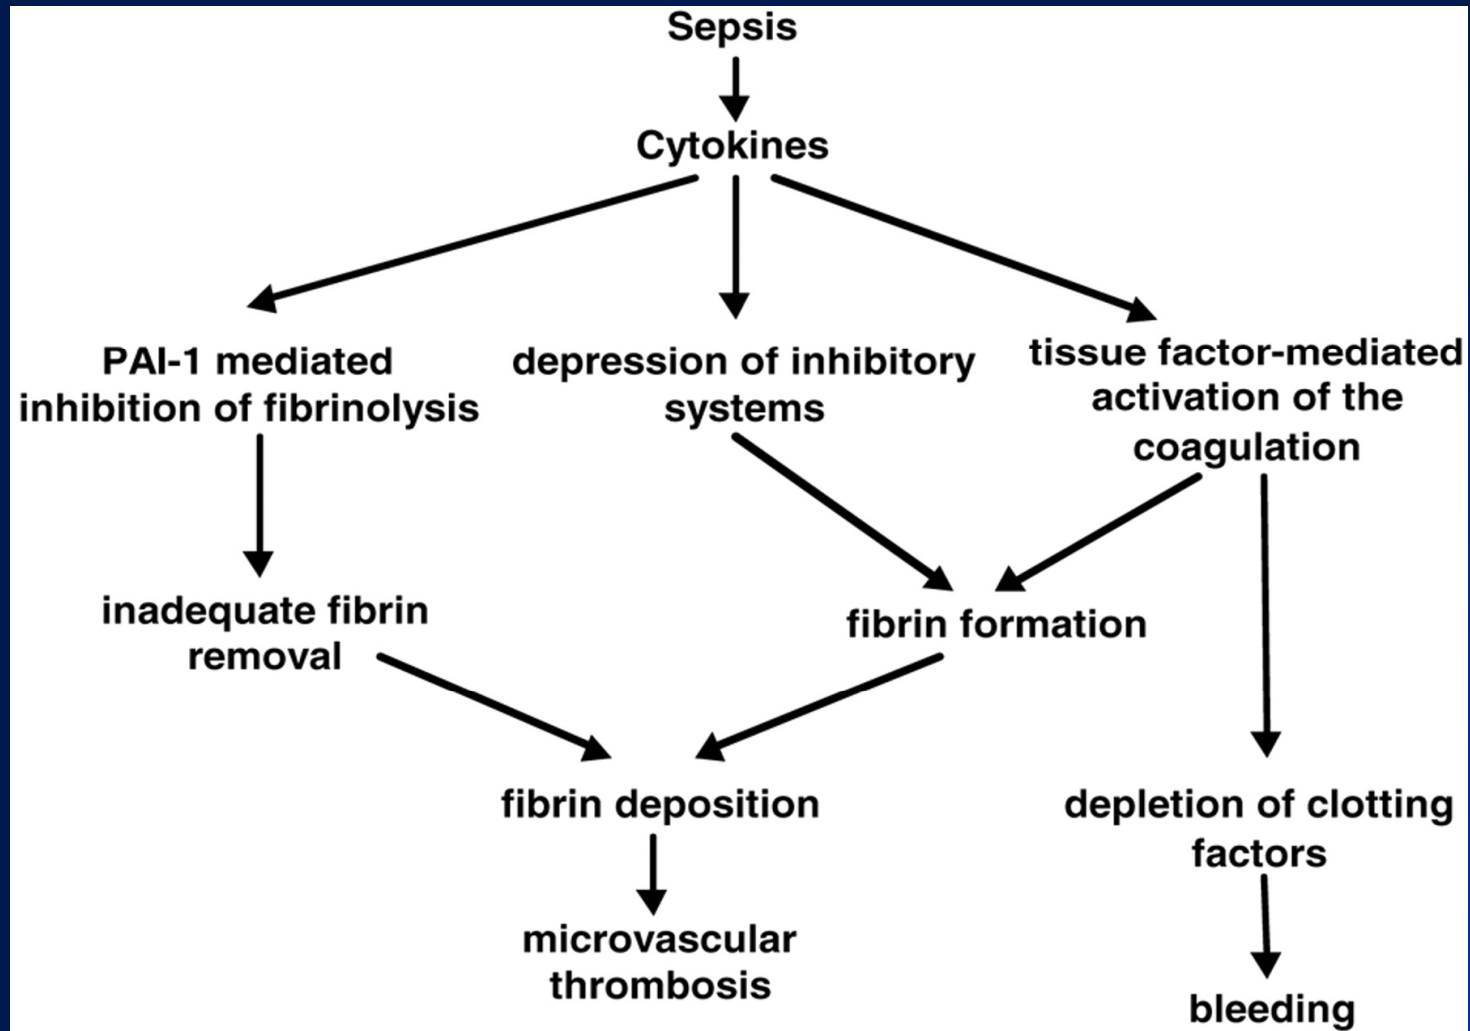 Sepsis
Cytokines
PAI-1 mediated
inhibition of fibrinolysis
depression of inhibitory
systems
tissue factor-mediated
activation of the
coagulation
inadequate fibrin
removal
fibrin formation
fibrin deposition
depletion of clotting
factors
microvascular
thrombosis
bleeding